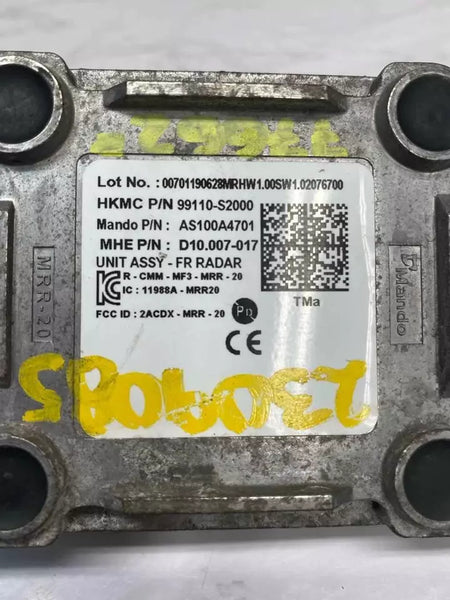 Lot No. : 00701190628MRHW1.00SW1.02076700
HKMC P/N 99110-S2000
Mando P/N : AS100A4701
MHE P/N : D10.007-017
UNIT ASSY - FR RADAR
R - CMM - MF3 - MRR - 20
IC : 11988A - MRR20
FCC ID : 2ACDX - MRR - 20
TMa
CE
MRR-20
Mando